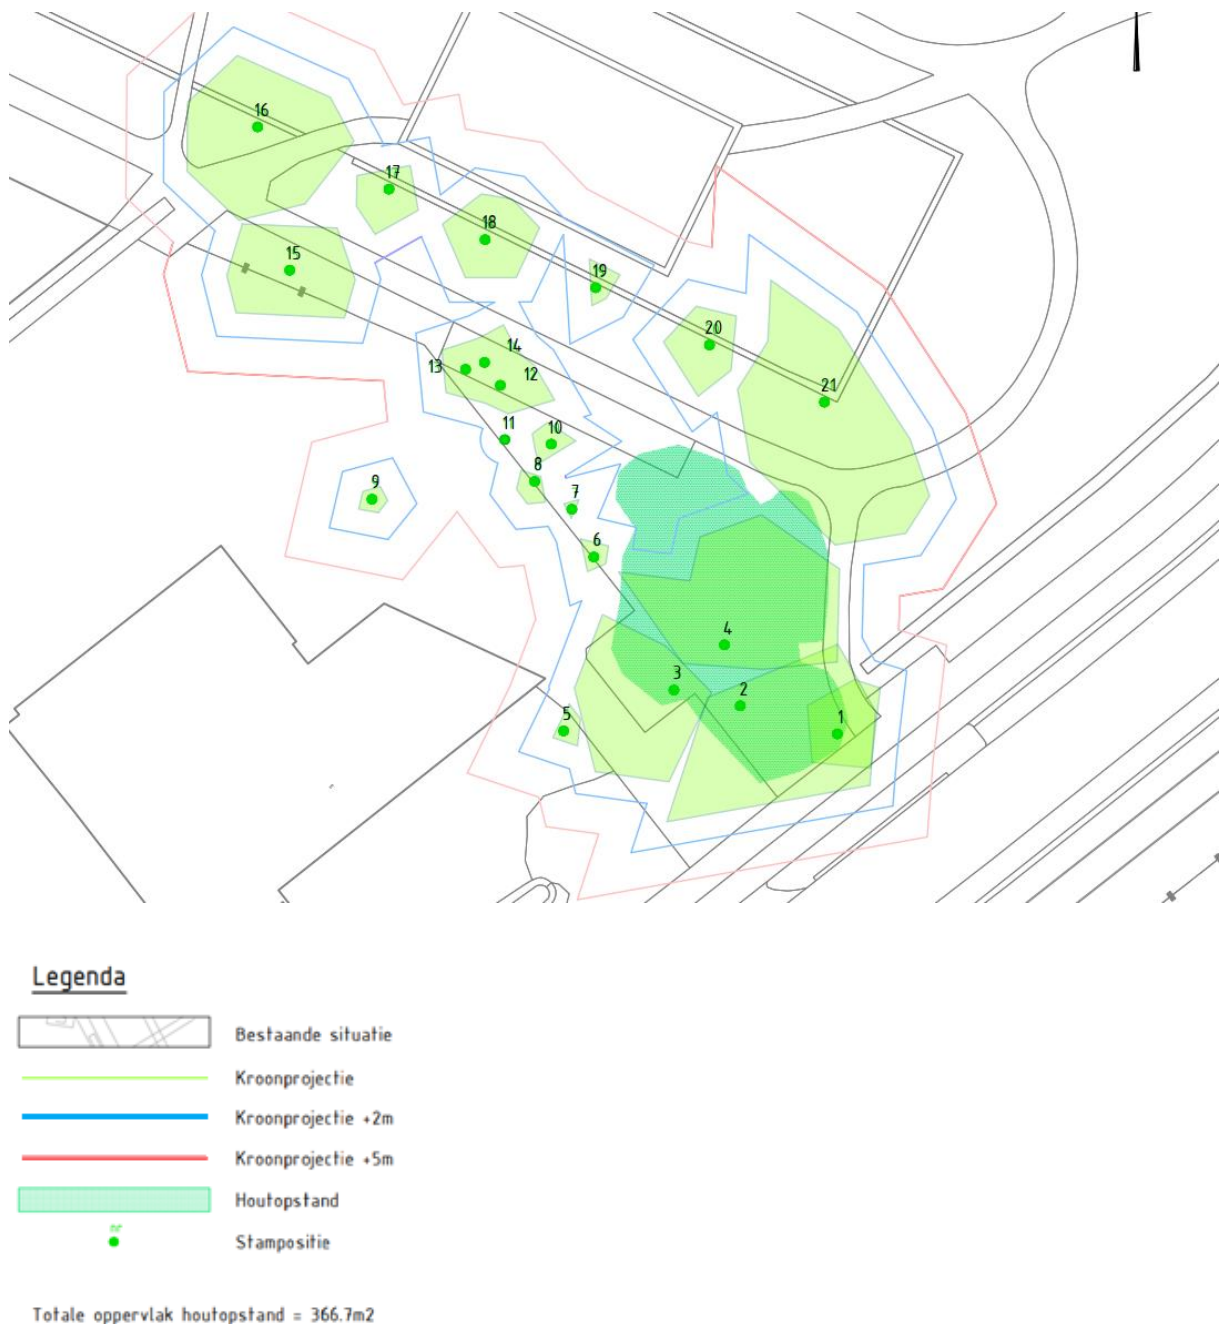 16
17
18
15
19
20
14
13
12
21
11
10
8
9
7
6
4
3
2
5
1
Legenda
Bestaande situatie
Kroonprojectie
Kroonprojectie +2m
Kroonprojectie +5m
Houtopstand
Stampositie
Totale oppervlak houtopstand = 366.7m2